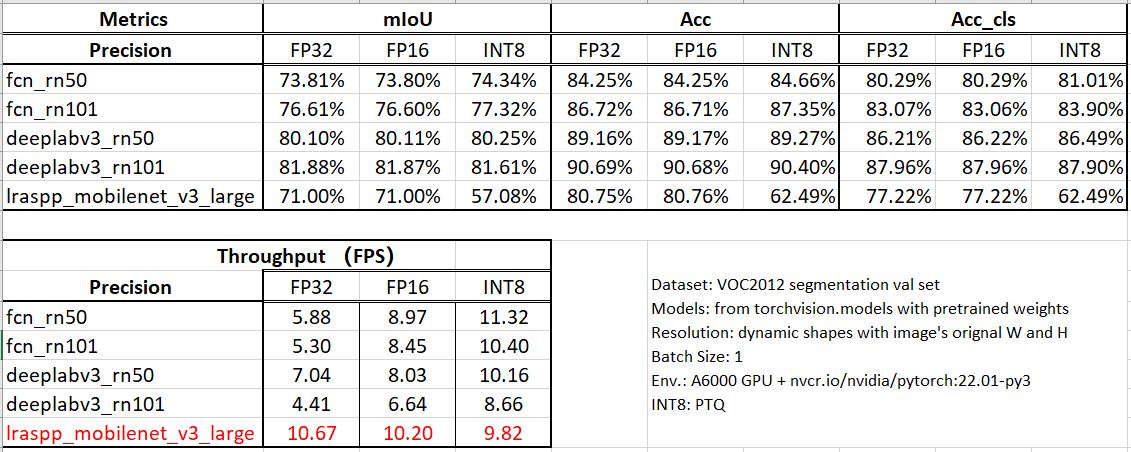 Metrics mIoU Acc Acc_cls
Precision FP32 FP16 INT8 FP32 FP16 INT8 FP32 FP16 INT8
fcn_rn50 73.81% 73.80% 74.34% 84.25% 84.25% 84.66% 80.29% 80.29% 81.01%
fcn_rn101 76.61% 76.60% 77.32% 86.72% 86.71% 87.35% 83.07% 83.06% 83.90%
deeplabv3_rn50 80.10% 80.11% 80.25% 89.16% 89.17% 89.27% 86.21% 86.22% 86.49%
deeplabv3_rn101 81.88% 81.87% 81.61% 90.69% 90.68% 90.40% 87.96% 87.96% 87.90%
lraspp_mobilenet_v3_large 71.00% 71.00% 57.08% 80.75% 80.76% 62.49% 77.22% 77.22% 62.49%
Throughput （FPS）
Precision FP32 FP16 INT8
fcn_rn50 5.88 8.97 11.32
fcn_rn101 5.30 8.45 10.40
deeplabv3_rn50 7.04 8.03 10.16
deeplabv3_rn101 4.41 6.64 8.66
lraspp_mobilenet_v3_large 10.67 10.20 9.82
Dataset: VOC2012 segmentation val set
Models: from torchvision.models with pretrained weights
Resolution: dynamic shapes with image's orignal W and H
Batch Size: 1
Env.: A6000 GPU + nvcr.io/nvidia/pytorch:22.01-py3
INT8: PTQ